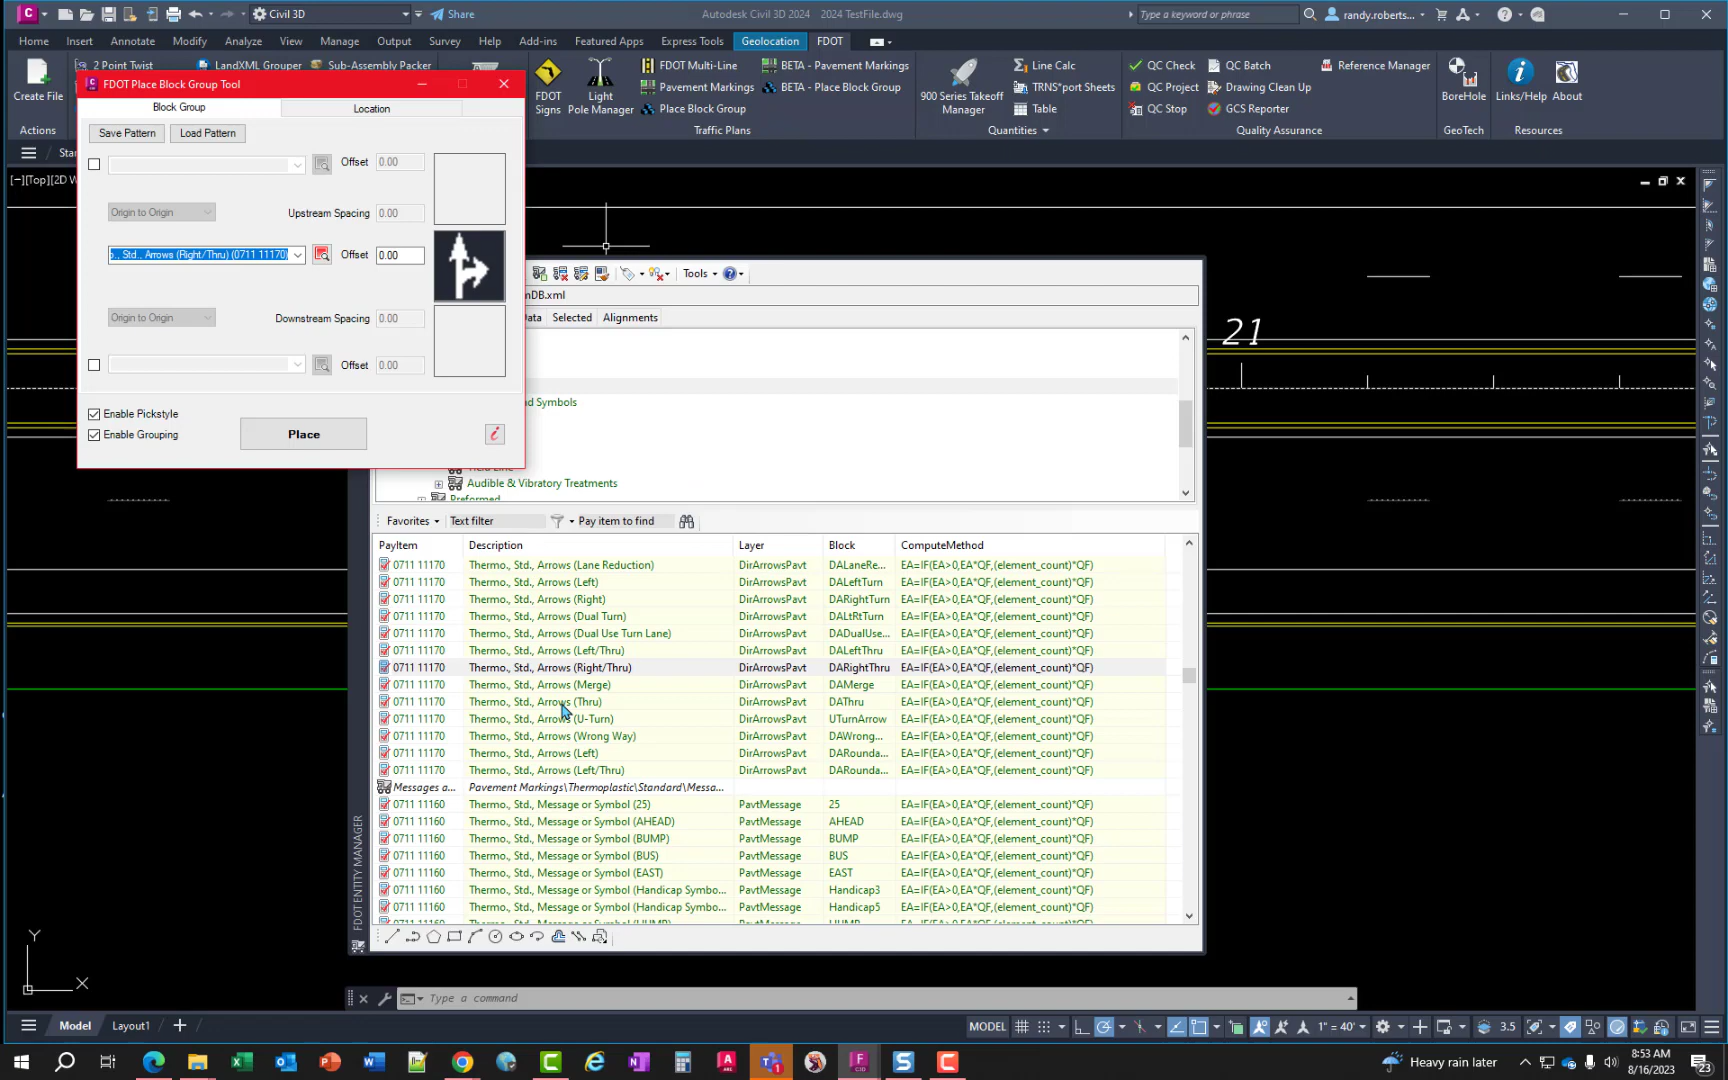 Civil 3D
Share
Autodesk Civil 3D 2024 2024 TestFile.dwg
Type a keyword or phrase
randy.roberts...
Home Insert Annotate Modify Analyze View Manage Output Survey Help Add-ins Featured Apps Express Tools Geolocation FDOT
2 Point Twist LandXML Grouper Sub-Assembly Packer
Create File
Actions
FDOT Signs
Light Pole Manager
FDOT Multi-Line
Pavement Markings
Place Block Group
BETA - Pavement Markings
BETA - Place Block Group
Traffic Plans
900 Series Takeoff Manager
Line Calc
TRNS*port Sheets
Table
Quantities
QC Check
QC Project
QC Stop
QC Batch
Drawing Clean Up
GCS Reporter
Reference Manager
Quality Assurance
BoreHole
GeoTech
Links/Help
About
Resources
FDOT Place Block Group Tool
Block Group Location
Save Pattern Load Pattern
Offset 0.00
Origin to Origin Upstream Spacing 0.00
., Std., Arrows (Right/Thru) (0711 11170) Offset 0.00
Origin to Origin Downstream Spacing 0.00
Offset 0.00
Enable Pickstyle
Enable Grouping
Place
i
Star
[−][Top][2D W
21
Tools
nDB.xml
Data Selected Alignments
d Symbols
Yield Line
Audible & Vibratory Treatments
Preformed
Favorites Text filter Pay item to find
PayItem Description Layer Block ComputeMethod
0711 11170 Thermo., Std., Arrows (Lane Reduction) DirArrowsPavt DALaneRe... EA=IF(EA>0,EA*QF,(element_count)*QF)
0711 11170 Thermo., Std., Arrows (Left) DirArrowsPavt DALeftTurn EA=IF(EA>0,EA*QF,(element_count)*QF)
0711 11170 Thermo., Std., Arrows (Right) DirArrowsPavt DARightTurn EA=IF(EA>0,EA*QF,(element_count)*QF)
0711 11170 Thermo., Std., Arrows (Dual Turn) DirArrowsPavt DALtRtTurn EA=IF(EA>0,EA*QF,(element_count)*QF)
0711 11170 Thermo., Std., Arrows (Dual Use Turn Lane) DirArrowsPavt DADualUse... EA=IF(EA>0,EA*QF,(element_count)*QF)
0711 11170 Thermo., Std., Arrows (Left/Thru) DirArrowsPavt DALeftThru EA=IF(EA>0,EA*QF,(element_count)*QF)
0711 11170 Thermo., Std., Arrows (Right/Thru) DirArrowsPavt DARightThru EA=IF(EA>0,EA*QF,(element_count)*QF)
0711 11170 Thermo., Std., Arrows (Merge) DirArrowsPavt DAMerge EA=IF(EA>0,EA*QF,(element_count)*QF)
0711 11170 Thermo., Std., Arrows (Thru) DirArrowsPavt DAThru EA=IF(EA>0,EA*QF,(element_count)*QF)
0711 11170 Thermo., Std., Arrows (U-Turn) DirArrowsPavt UTurnArrow EA=IF(EA>0,EA*QF,(element_count)*QF)
0711 11170 Thermo., Std., Arrows (Wrong Way) DirArrowsPavt DAWrong... EA=IF(EA>0,EA*QF,(element_count)*QF)
0711 11170 Thermo., Std., Arrows (Left) DirArrowsPavt DARounda... EA=IF(EA>0,EA*QF,(element_count)*QF)
0711 11170 Thermo., Std., Arrows (Left/Thru) DirArrowsPavt DARounda... EA=IF(EA>0,EA*QF,(element_count)*QF)
Messages a... Pavement Markings\Thermoplastic\Standard\Messa...
0711 11160 Thermo., Std., Message or Symbol (25) PavtMessage 25 EA=IF(EA>0,EA*QF,(element_count)*QF)
0711 11160 Thermo., Std., Message or Symbol (AHEAD) PavtMessage AHEAD EA=IF(EA>0,EA*QF,(element_count)*QF)
0711 11160 Thermo., Std., Message or Symbol (BUMP) PavtMessage BUMP EA=IF(EA>0,EA*QF,(element_count)*QF)
0711 11160 Thermo., Std., Message or Symbol (BUS) PavtMessage BUS EA=IF(EA>0,EA*QF,(element_count)*QF)
0711 11160 Thermo., Std., Message or Symbol (EAST) PavtMessage EAST EA=IF(EA>0,EA*QF,(element_count)*QF)
0711 11160 Thermo., Std., Message or Symbol (Handicap Symbo... PavtMessage Handicap3 EA=IF(EA>0,EA*QF,(element_count)*QF)
0711 11160 Thermo., Std., Message or Symbol (Handicap Symbo... PavtMessage Handicap5 EA=IF(EA>0,EA*QF,(element_count)*QF)
FDOT ENTITY MANAGER
Y
X
Type a command
Model Layout1
MODEL 1" = 40' 3.5
Heavy rain later
8:53 AM
8/16/2023
23